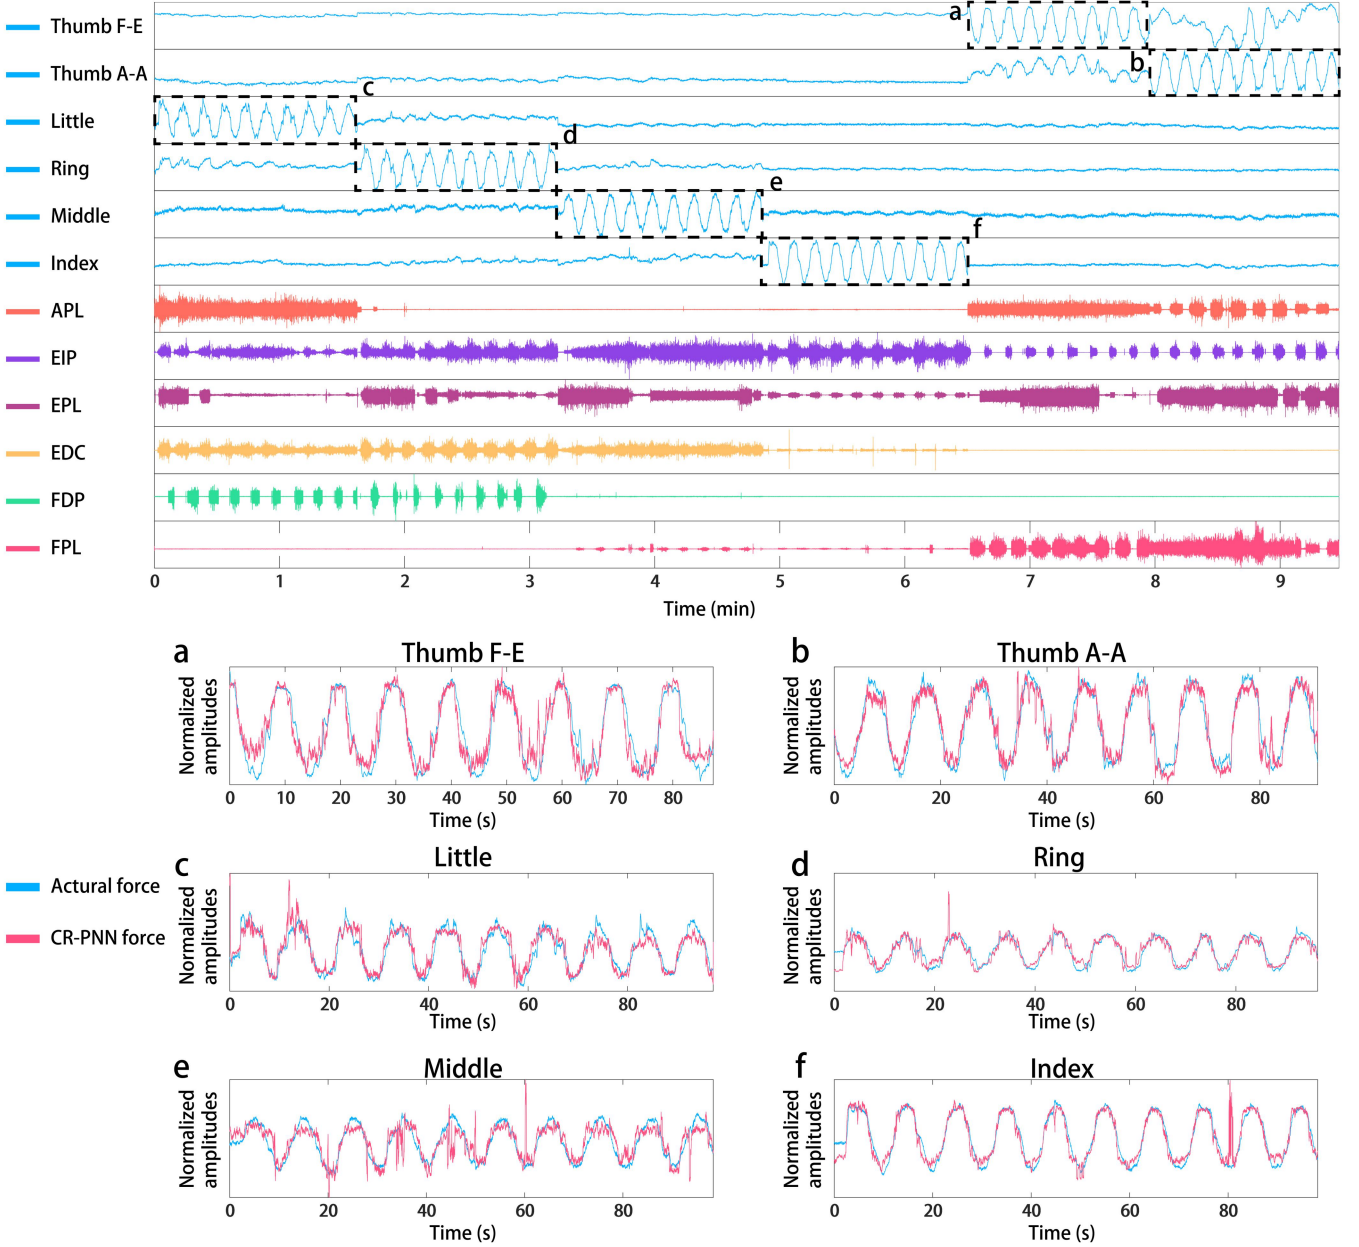 Thumb F-E
a
Thumb A-A
b
c
Little
d
Ring
e
Middle
f
Index
APL
EIP
EPL
EDC
FDP
FPL
0 1 2 3 4 5 6 7 8 9
Time (min)
a Thumb F-E
Normalized
amplitudes
0 10 20 30 40 50 60 70 80
Time (s)
b Thumb A-A
Normalized
amplitudes
0 20 40 60 80
Time (s)
Actural force
CR-PNN force
c Little
Normalized
amplitudes
0 20 40 60 80
Time (s)
d Ring
Normalized
amplitudes
0 20 40 60 80
Time (s)
e Middle
Normalized
amplitudes
0 20 40 60 80
Time (s)
f Index
Normalized
amplitudes
0 20 40 60 80
Time (s)